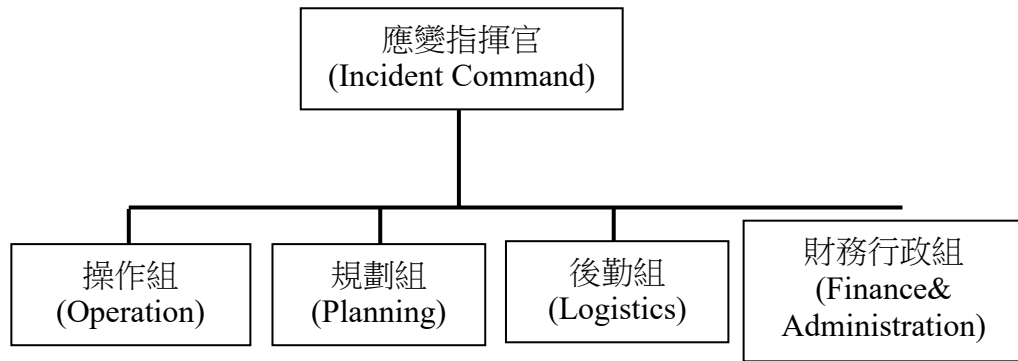 應變指揮官
(Incident Command)
操作組
(Operation)
規劃組
(Planning)
後勤組
(Logistics)
財務行政組
(Finance&
Administration)